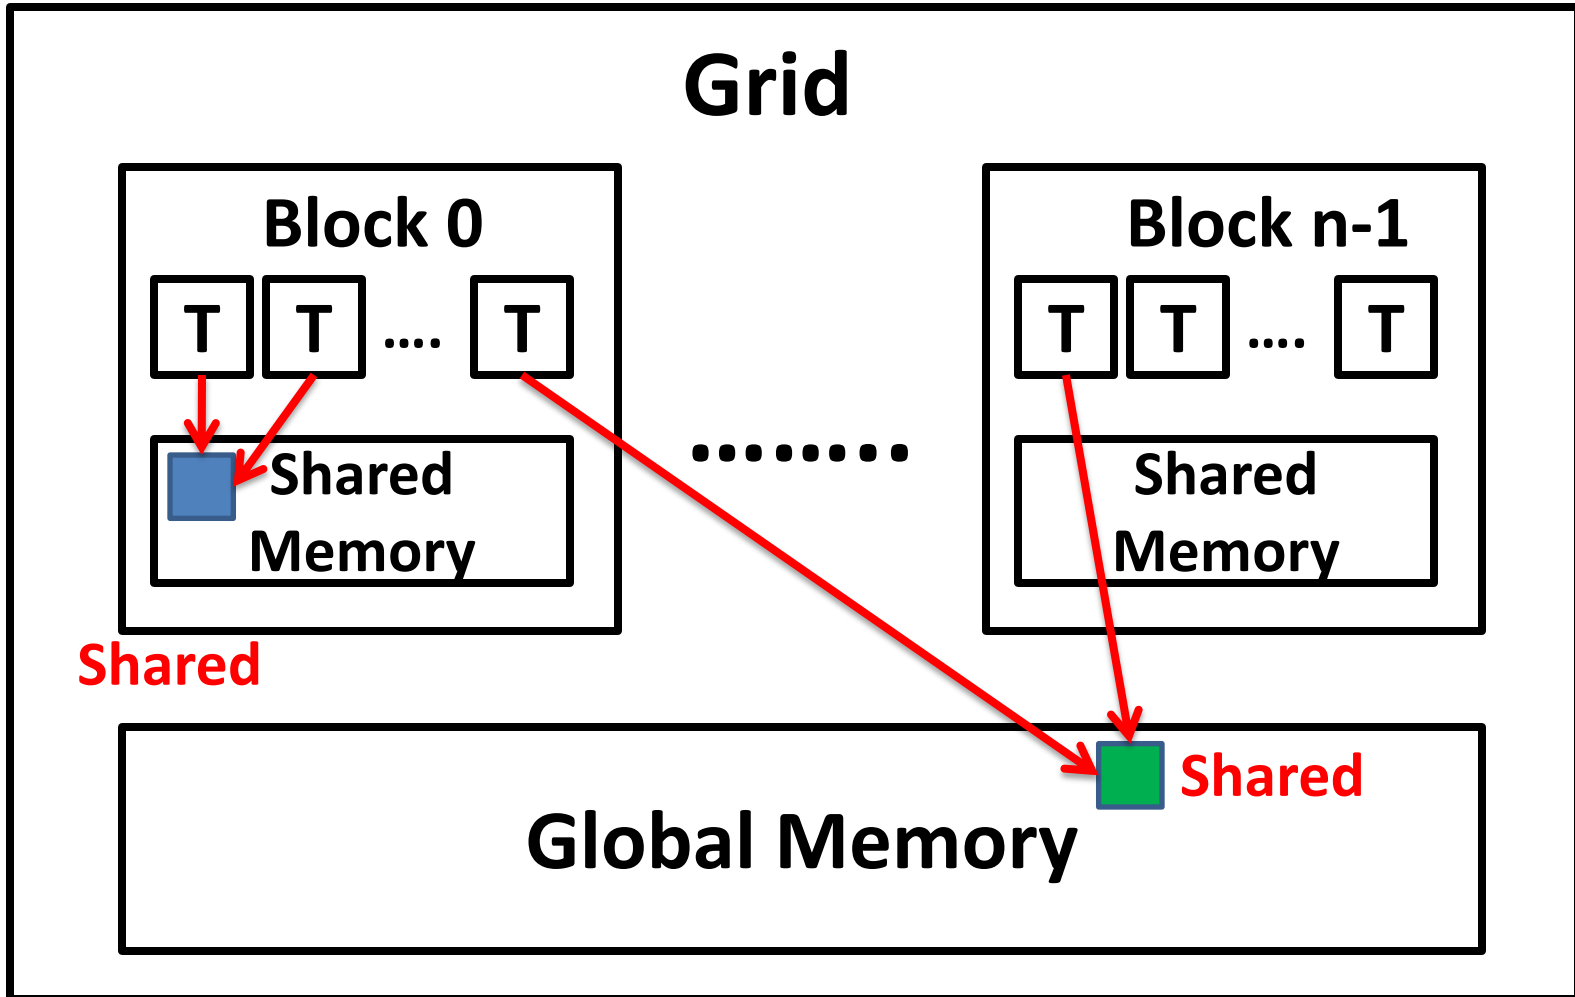 Grid
Block 0
T T .... T
Shared
Memory
Shared
........
Block n-1
T T .... T
Shared
Memory
Shared
Global Memory